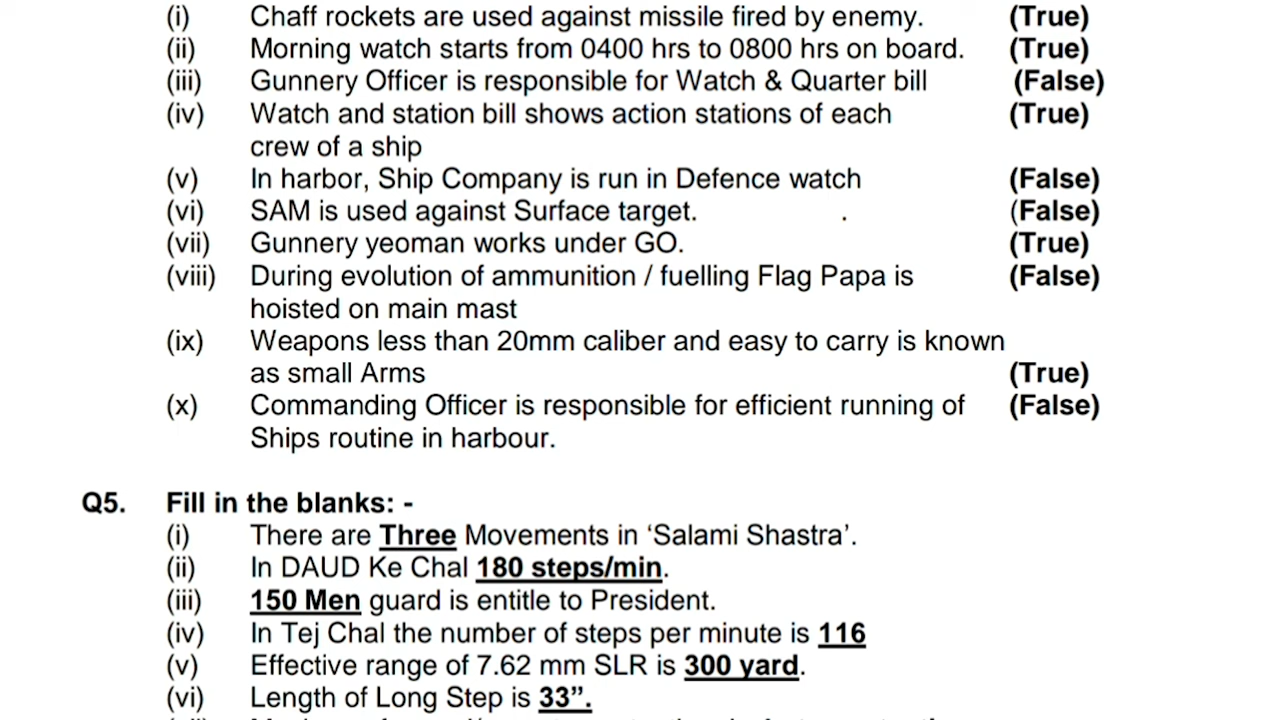 (i) Chaff rockets are used against missile fired by enemy. (True)
(ii) Morning watch starts from 0400 hrs to 0800 hrs on board. (True)
(iii) Gunnery Officer is responsible for Watch & Quarter bill (False)
(iv) Watch and station bill shows action stations of each (True)
crew of a ship
(v) In harbor, Ship Company is run in Defence watch (False)
(vi) SAM is used against Surface target. . (False)
(vii) Gunnery yeoman works under GO. (True)
(viii) During evolution of ammunition / fuelling Flag Papa is (False)
hoisted on main mast
(ix) Weapons less than 20mm caliber and easy to carry is known
as small Arms (True)
(x) Commanding Officer is responsible for efficient running of (False)
Ships routine in harbour.
Q5. Fill in the blanks: -
(i) There are Three Movements in ‘Salami Shastra’.
(ii) In DAUD Ke Chal 180 steps/min.
(iii) 150 Men guard is entitle to President.
(iv) In Tej Chal the number of steps per minute is 116
(v) Effective range of 7.62 mm SLR is 300 yard.
(vi) Length of Long Step is 33”.